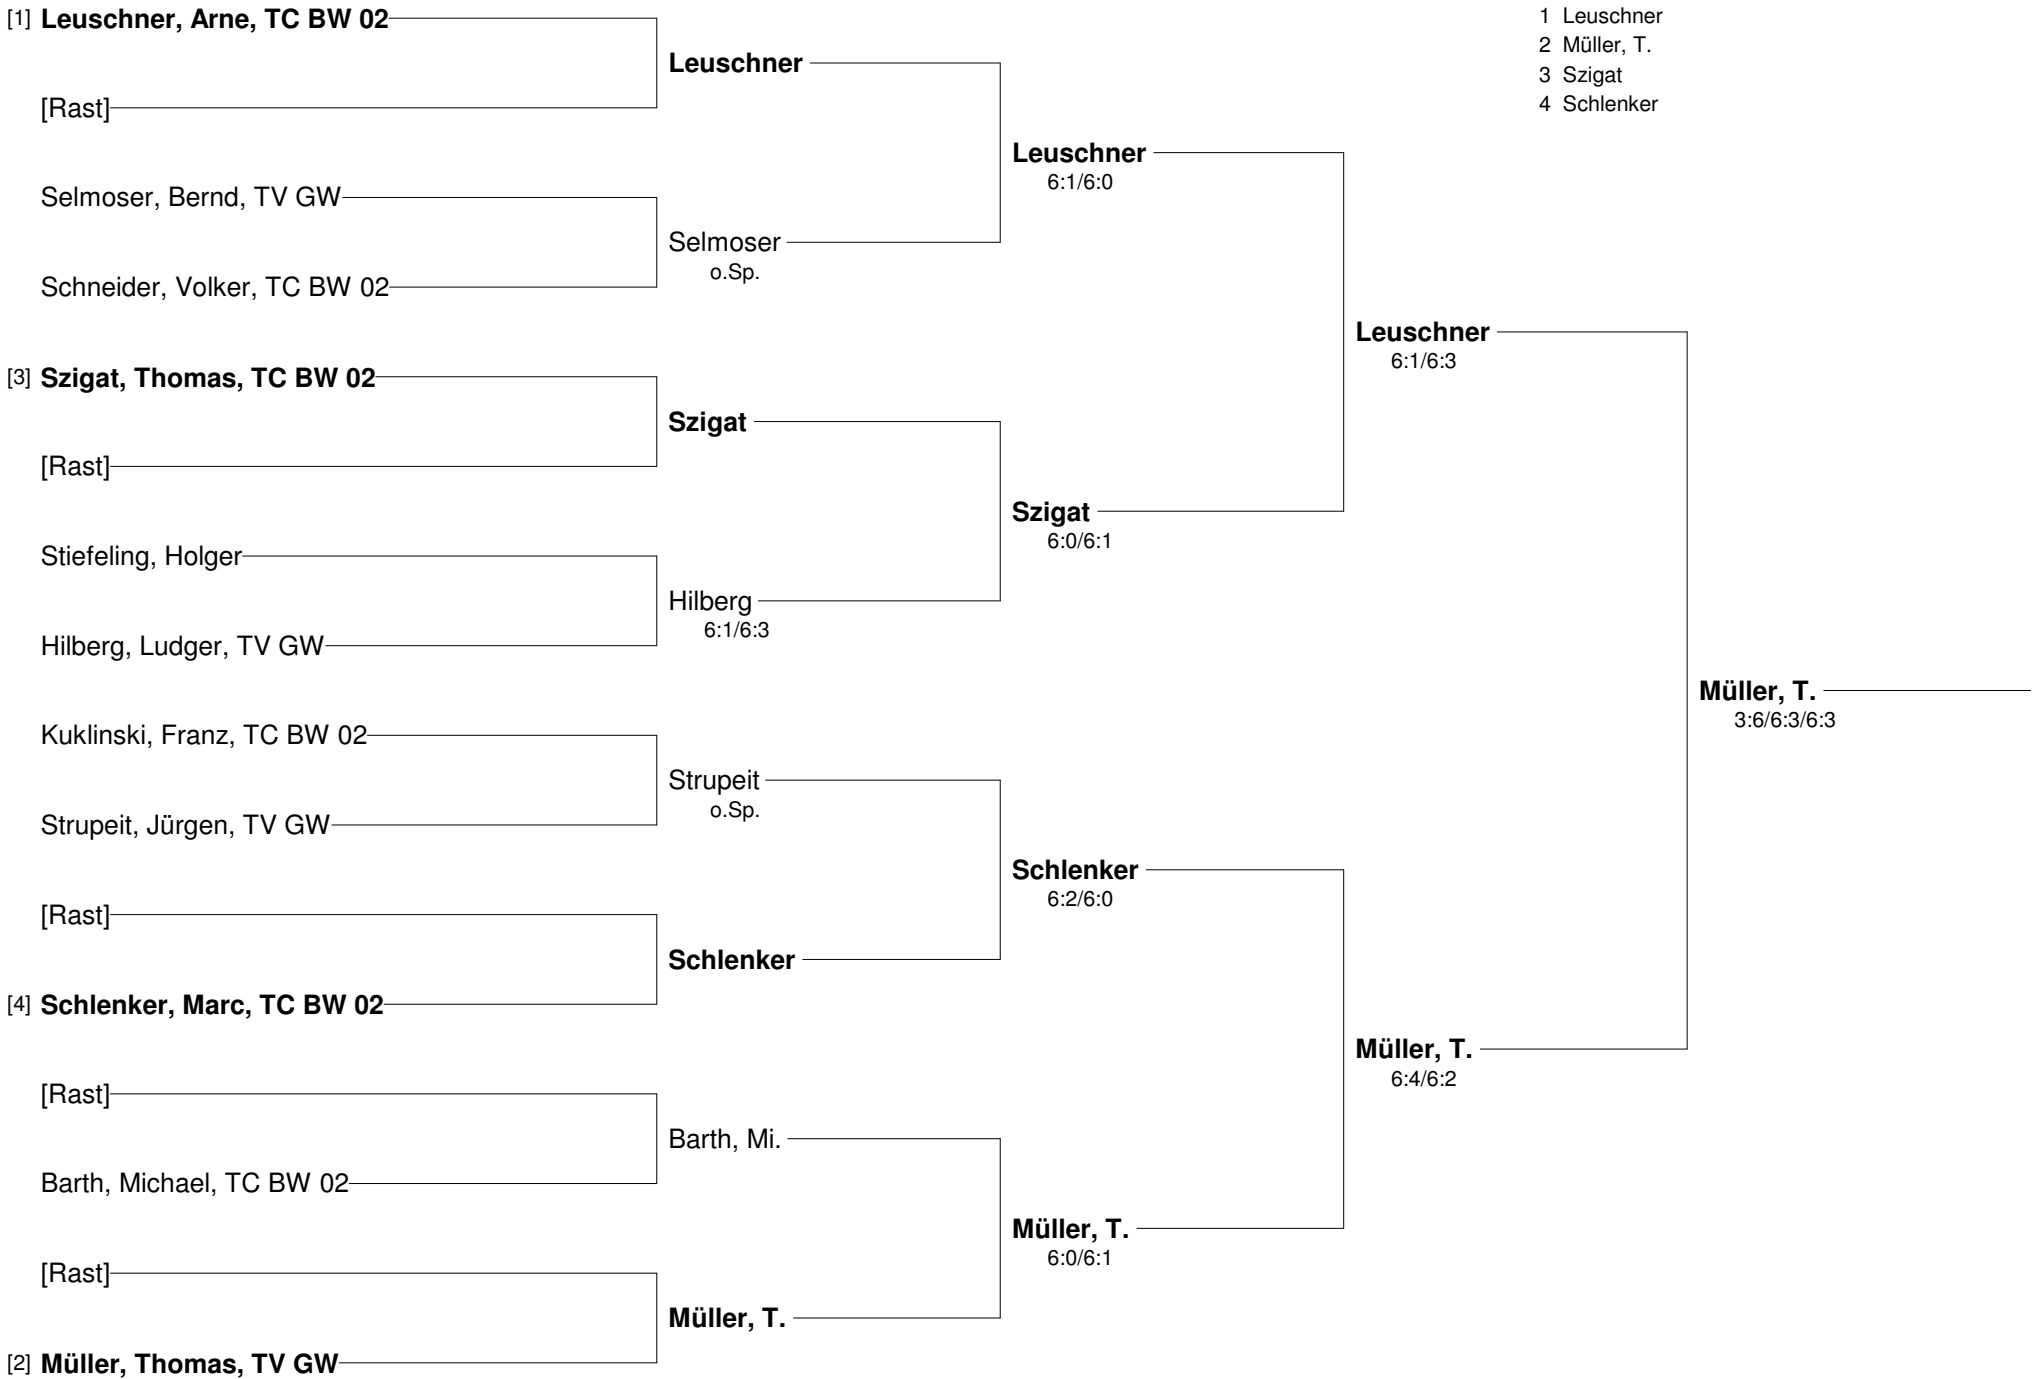 [1] Leuschner, Arne, TC BW 02
[Rast]
Selmoser, Bernd, TV GW
Schneider, Volker, TC BW 02
[3] Szigat, Thomas, TC BW 02
[Rast]
Stiefeling, Holger
Hilberg, Ludger, TV GW
Kuklinski, Franz, TC BW 02
Strupeit, Jürgen, TV GW
[Rast]
[4] Schlenker, Marc, TC BW 02
[Rast]
Barth, Michael, TC BW 02
[Rast]
[2] Müller, Thomas, TV GW
Leuschner
Selmoser
o.Sp.
Szigat
Hilberg
6:1/6:3
Strupeit
o.Sp.
Schlenker
Barth, Mi.
Müller, T.
Leuschner
6:1/6:0
Szigat
6:0/6:1
Schlenker
6:2/6:0
Müller, T.
6:0/6:1
Leuschner
6:1/6:3
Müller, T.
6:4/6:2
Müller, T.
3:6/6:3/6:3
1 Leuschner
2 Müller, T.
3 Szigat
4 Schlenker